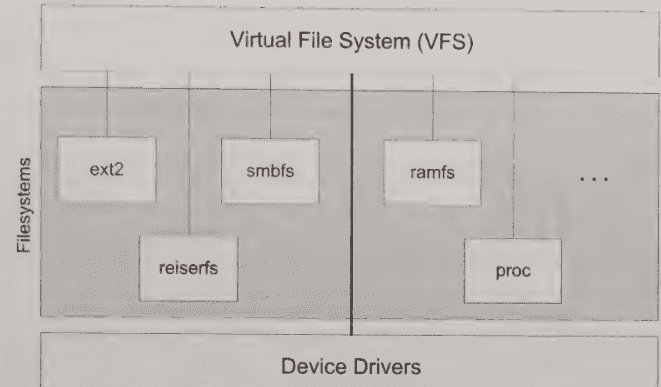 Virtual File System (VFS)
Filesystems
ext2
smbfs
ramfs
...
reiserfs
proc
Device Drivers